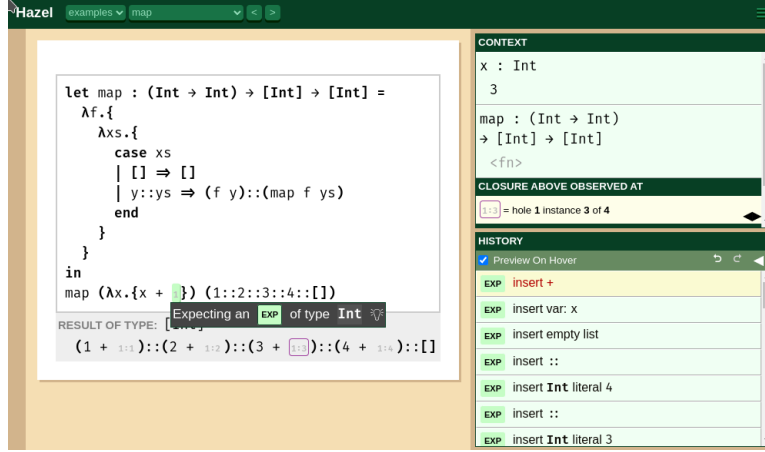 Hazel examples map < >
let map : (Int → Int) → [Int] → [Int] =
λf.{
λxs.{
case xs
| [] ⇒ []
| y::ys ⇒ (f y)::(map f ys)
end
}
}
in
map (λx.{x + 1}) (1::2::3::4::[])
Expecting an EXP of type Int
RESULT OF TYPE:
(1 + 1:1)::(2 + 1:2)::(3 + 1:3)::(4 + 1:4)::[]
CONTEXT
x : Int
3
map : (Int → Int)
→ [Int] → [Int]
<fn>
CLOSURE ABOVE OBSERVED AT
1:3 = hole 1 instance 3 of 4
HISTORY
Preview On Hover
EXP insert +
EXP insert var: x
EXP insert empty list
EXP insert ::
EXP insert Int literal 4
EXP insert ::
EXP insert Int literal 3